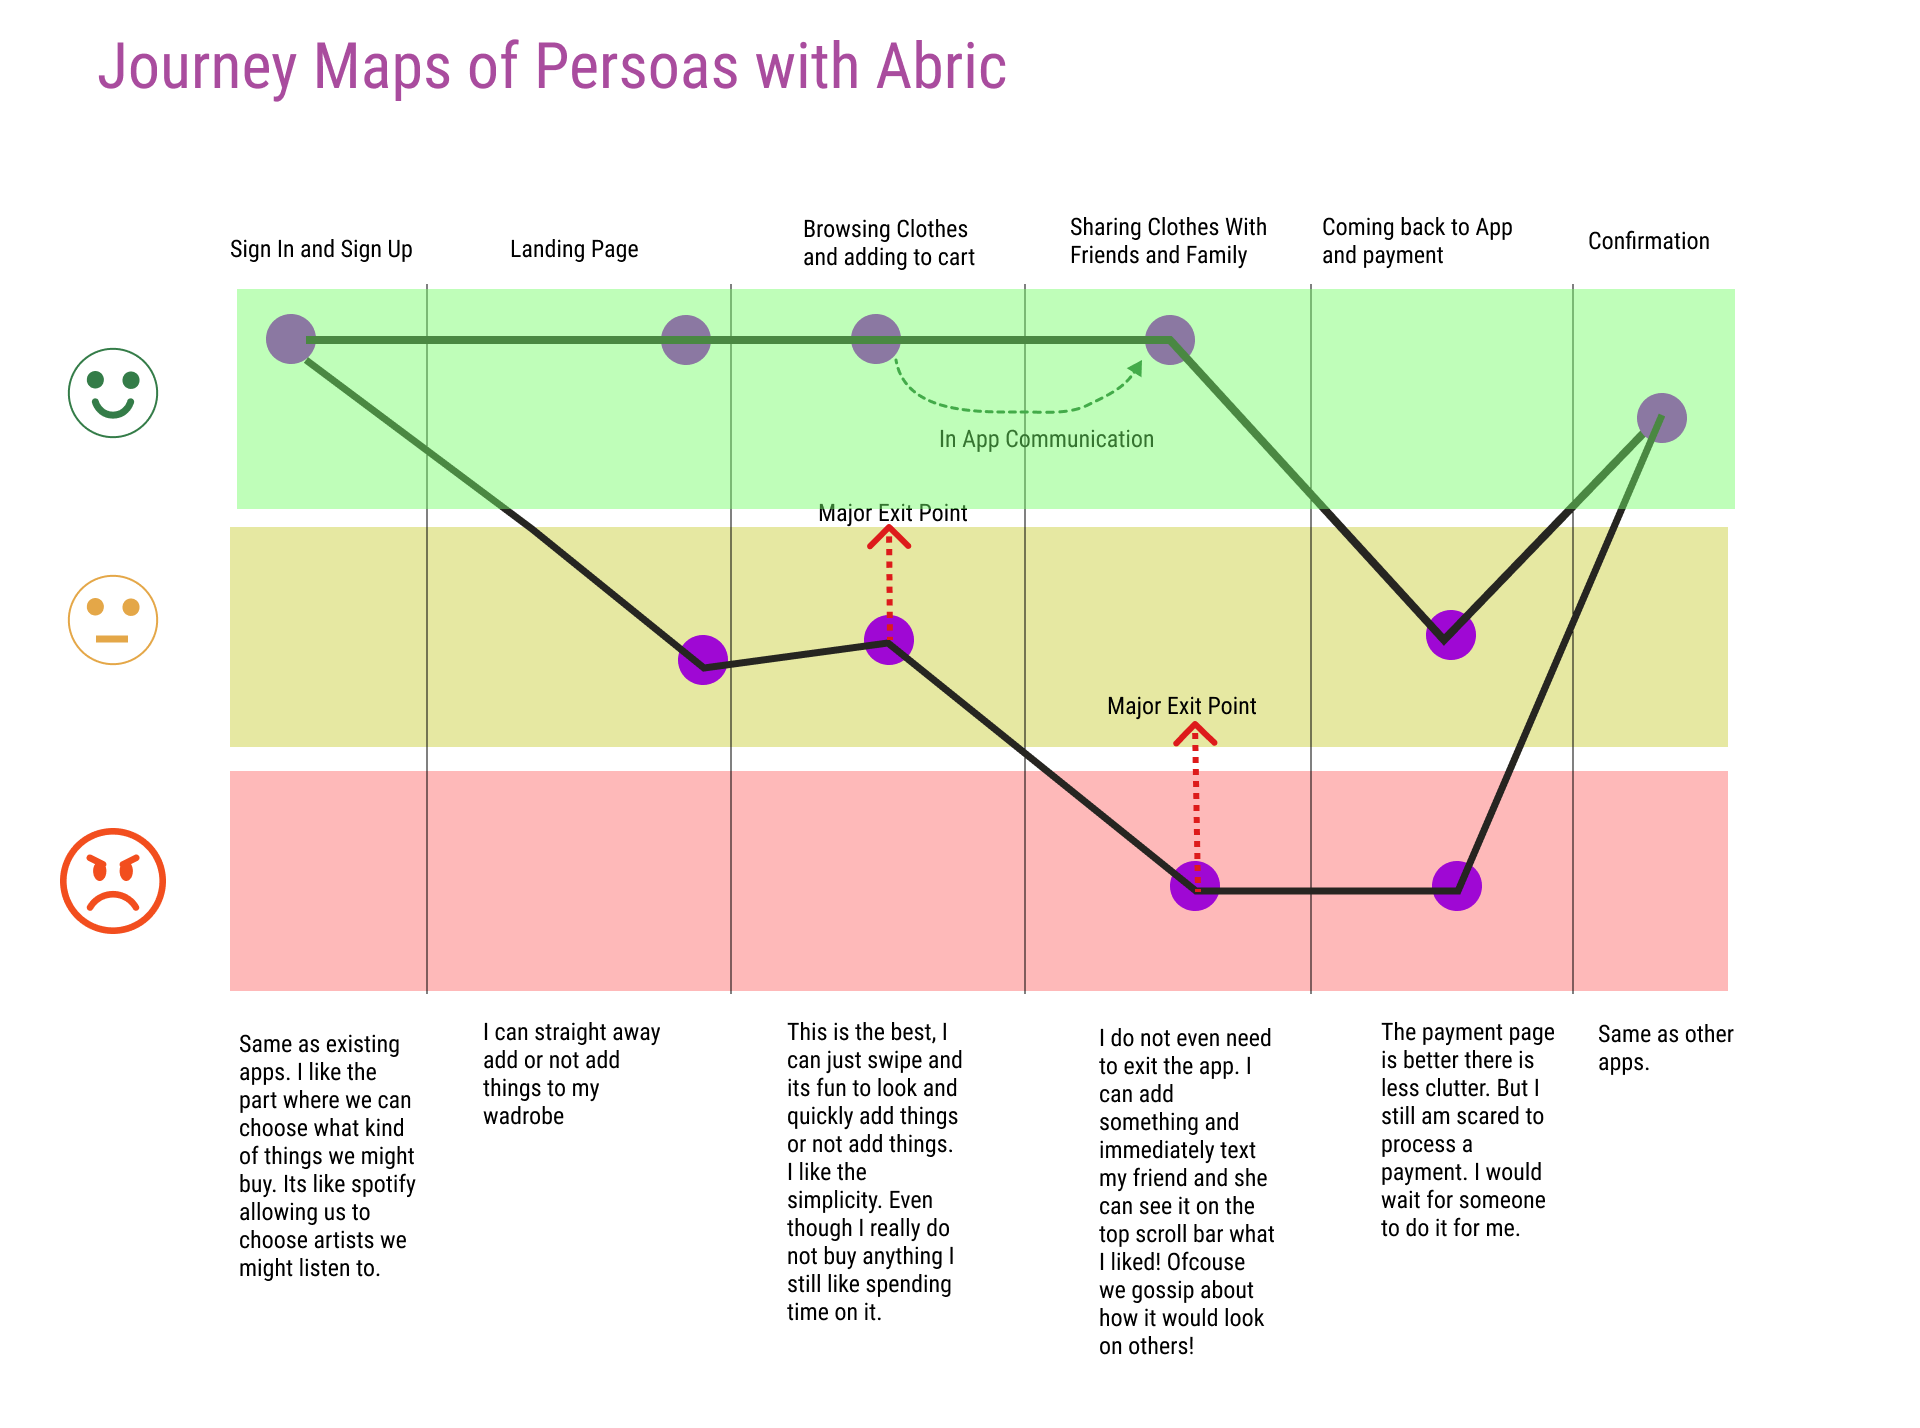 Journey Maps of Persoas with Abric
Sign In and Sign Up
Landing Page
Browsing Clothes
and adding to cart
Sharing Clothes With
Friends and Family
Coming back to App
and payment
Confirmation
In App Communication
Major Exit Point
Major Exit Point
Same as existing
apps. I like the
part where we can
choose what kind
of things we might
buy. Its like spotify
allowing us to
choose artists we
might listen to.
I can straight away
add or not add
things to my
wadrobe
This is the best, I
can just swipe and
its fun to look and
quickly add things
or not add things.
I like the
simplicity. Even
though I really do
not buy anything I
still like spending
time on it.
I do not even need
to exit the app. I
can add
something and
immediately text
my friend and she
can see it on the
top scroll bar what
I liked! Ofcouse
we gossip about
how it would look
on others!
The payment page
is better there is
less clutter. But I
still am scared to
process a
payment. I would
wait for someone
to do it for me.
Same as other
apps.